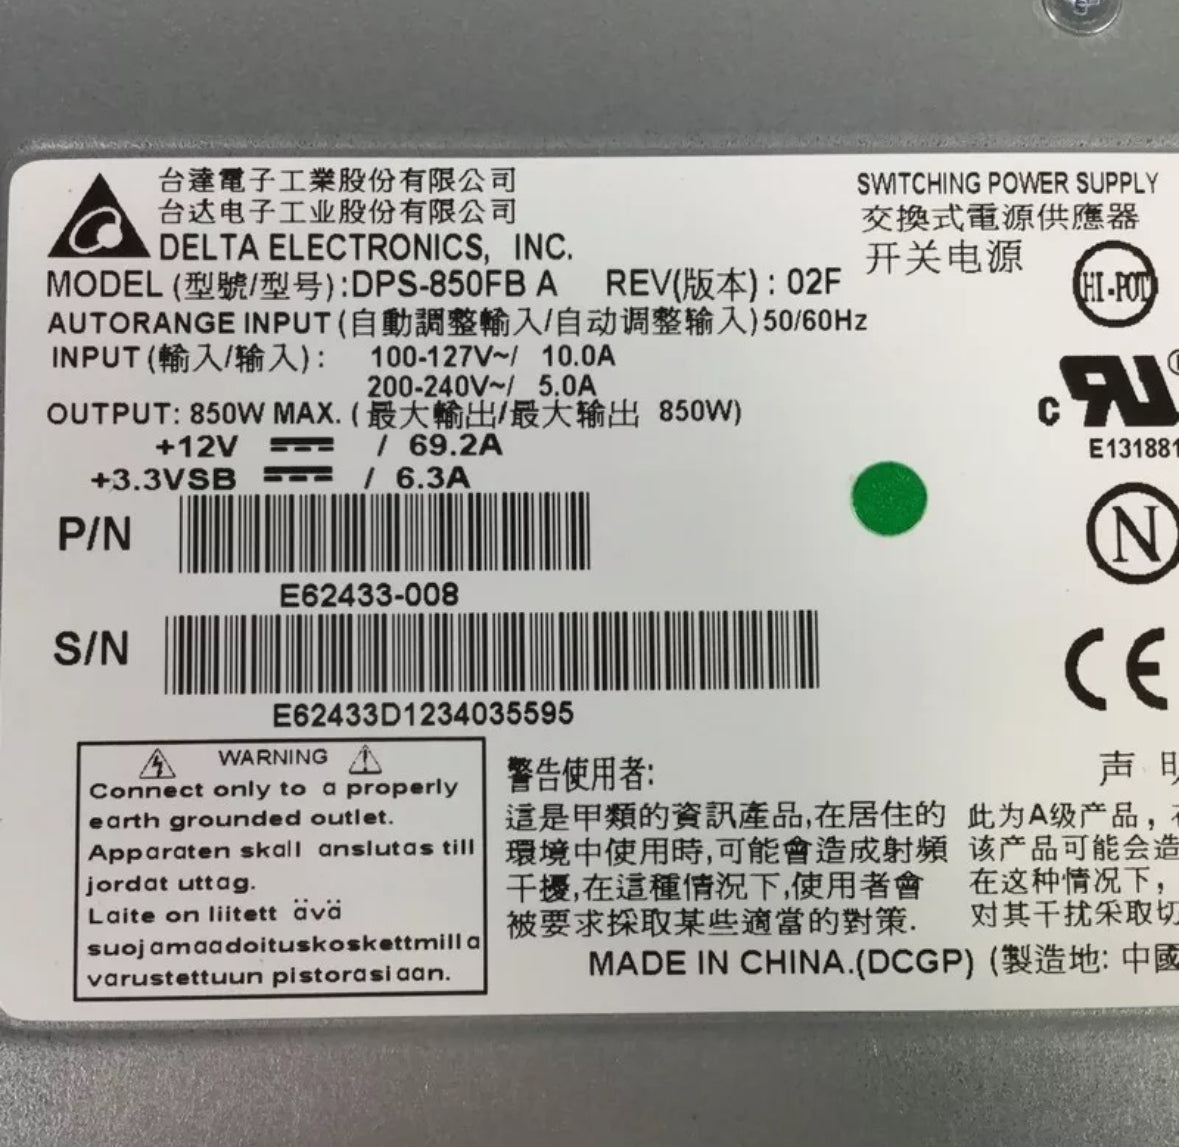 台達電子工業股份有限公司
台达电子工业股份有限公司
DELTA ELECTRONICS, INC.
SWITCHING POWER SUPPLY
交換式電源供應器
开关电源
MODEL (型號/型号):DPS-850FB A REV(版本) : 02F
HI-POT
AUTORANGE INPUT (自動調整輸入/自动调整输入) 50/60Hz
INPUT (輸入/输入) : 100-127V~/ 10.0A
200-240V~/ 5.0A
OUTPUT: 850W MAX. ( 最大輸出/最大输出 850W)
+12V / 69.2A
+3.3VSB / 6.3A
c RU ®
E131881
P/N
E62433-008
N
S/N
E62433D1234035595
CE
WARNING
Connect only to a properly
earth grounded outlet.
Apparaten skall anslutas till
jordat uttag.
Laite on liitett ävä
suojamaadoituskoskettmilla
varustettuun pistorasiaan.
警告使用者:
這是甲類的資訊產品,在居住的
環境中使用時,可能會造成射頻
干擾,在這種情況下,使用者會
被要求採取某些適當的對策.
声 明
此为A级产品，在
该产品可能会造
在这种情况下，
对其干扰采取切
MADE IN CHINA.(DCGP) (製造地: 中國